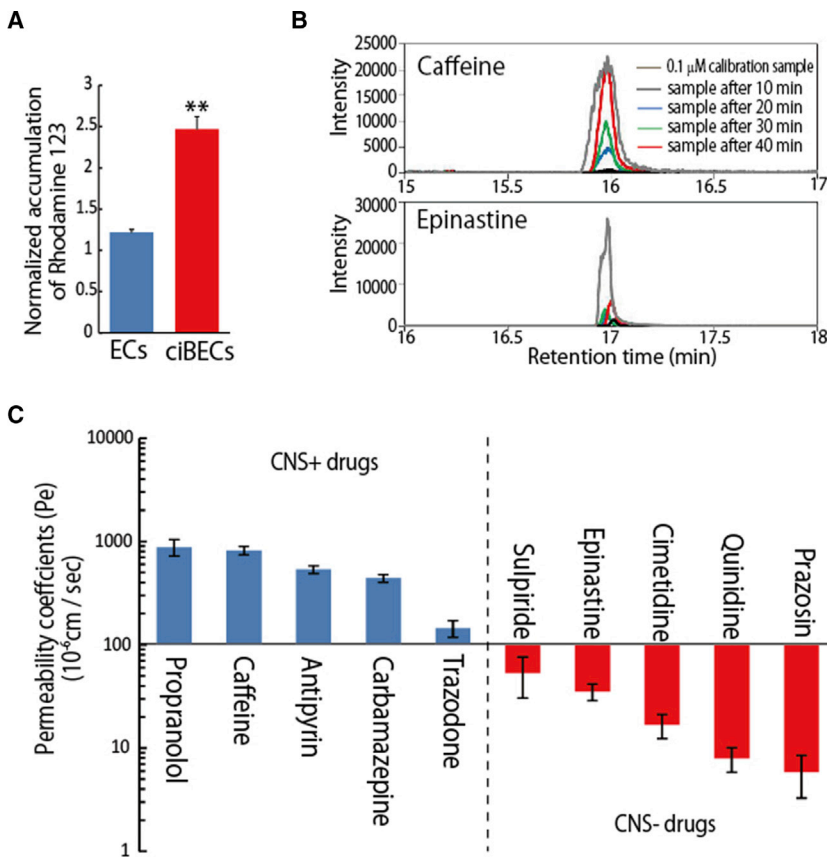 A
Normalized accumulation
of Rhodamine 123
3
2.5
2
1.5
1
0.5
0
**
ECs
ciBECs
B
Intensity
25000
20000
15000
10000
5000
0
Caffeine
0.1 μM calibration sample
sample after 10 min
sample after 20 min
sample after 30 min
sample after 40 min
15
15.5
16
16.5
17
Intensity
30000
20000
10000
0
Epinastine
16
16.5
17
17.5
18
Retention time (min)
C
Permeability coeffcients (Pe)
(10⁻⁶cm / sec)
10000
1000
100
10
1
CNS+ drugs
Propranolol
Caffeine
Antipyrin
Carbamazepine
Trazodone
Sulpiride
Epinastine
Cimetidine
Quinidine
Prazosin
CNS- drugs